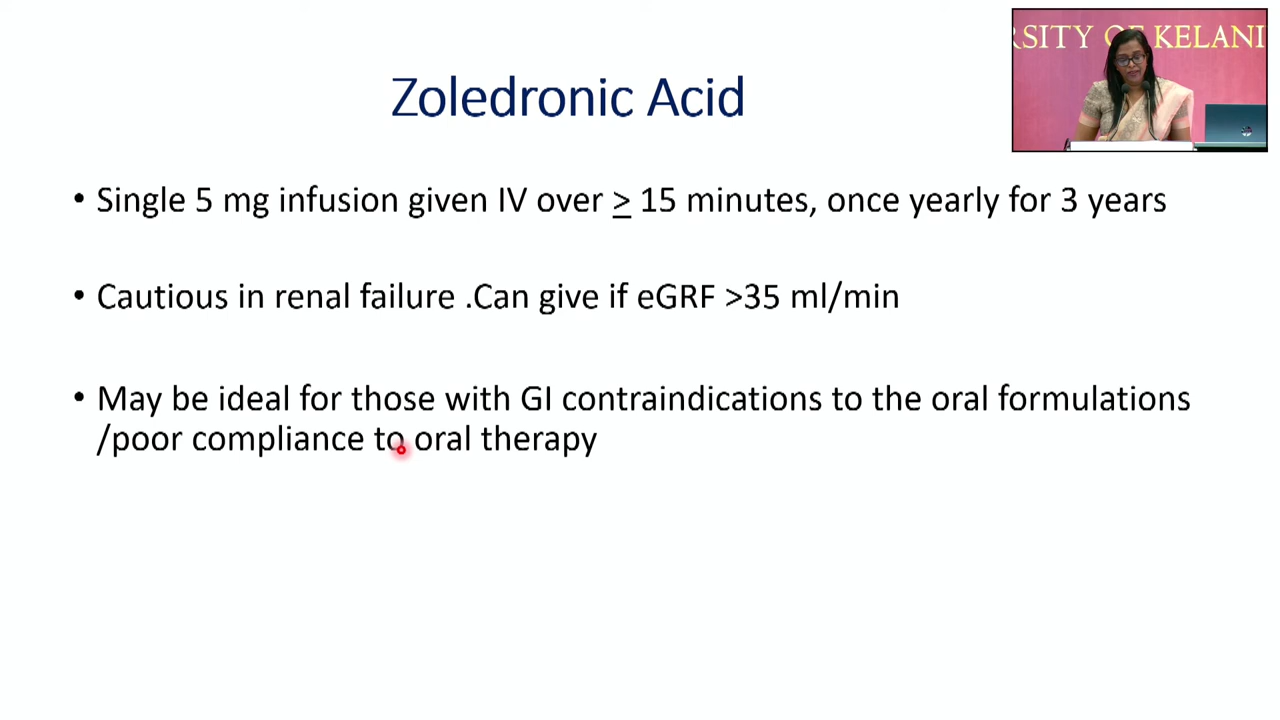 RSITY OF KELANI
Zoledronic Acid
• Single 5 mg infusion given IV over ≥ 15 minutes, once yearly for 3 years
• Cautious in renal failure .Can give if eGRF >35 ml/min
• May be ideal for those with GI contraindications to the oral formulations
/poor compliance to oral therapy